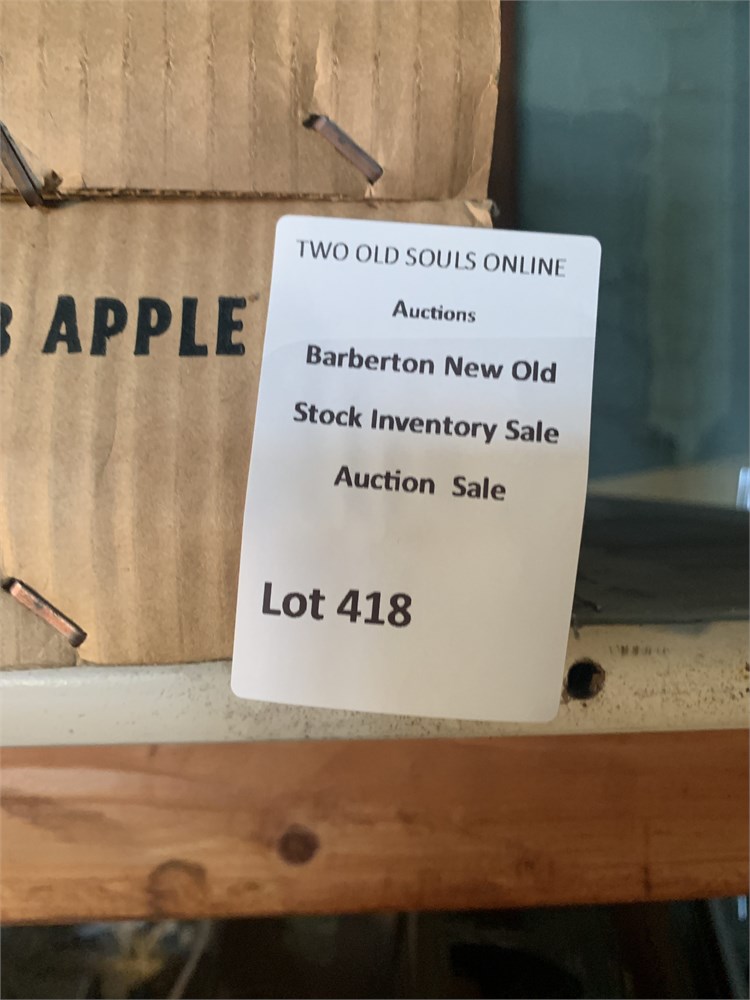 TWO OLD SOULS ONLINE
Auctions
Barberton New Old
Stock Inventory Sale
Auction Sale
Lot 418
APPLE